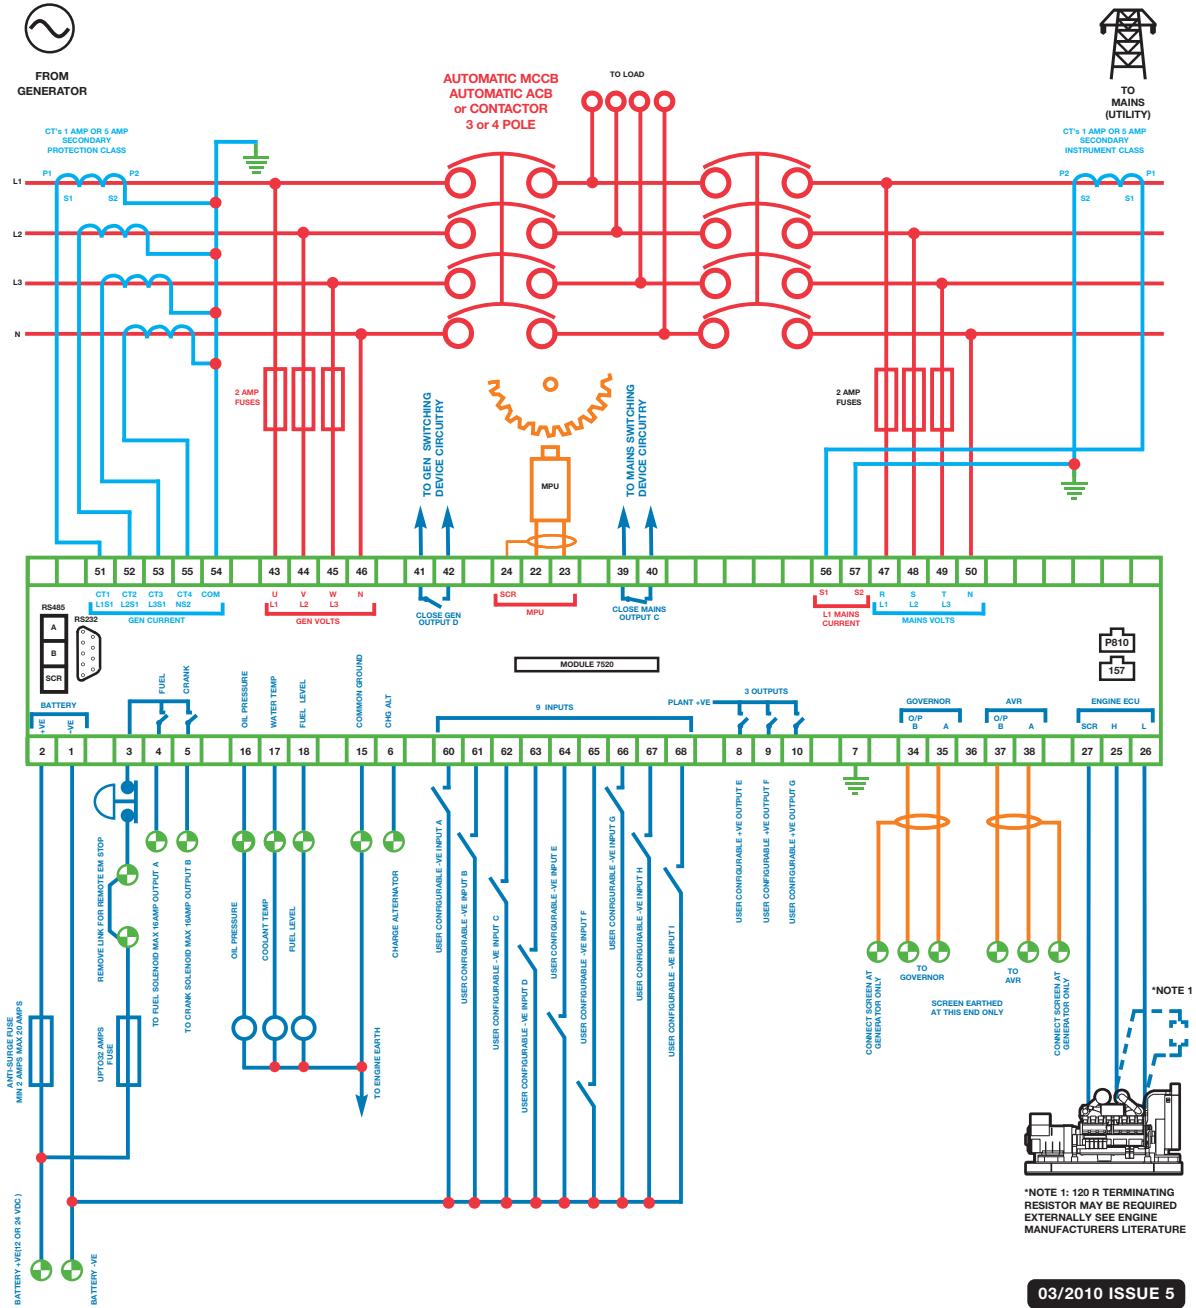 FROM
GENERATOR
AUTOMATIC MCCB
AUTOMATIC ACB
or CONTACTOR
3 or 4 POLE
TO LOAD
TO
MAINS
(UTILITY)
CT's 1 AMP OR 5 AMP
SECONDARY
PROTECTION CLASS
CT's 1 AMP OR 5 AMP
SECONDARY
INSTRUMENT CLASS
P1
P2
P2
P1
L1
S1
S2
S2
S1
L2
L3
N
2 AMP
FUSES
2 AMP
FUSES
TO GEN SWITCHING
DEVICE CIRCUITRY
MPU
TO MAINS SWITCHING
DEVICE CIRCUITRY
51 52 53 55 54 43 44 45 46 41 42 24 22 23 39 40 56 57 47 48 49 50
CT1 CT2 CT3 CT4 COM
L1S1 L2S1 L3S1 NS2
GEN CURRENT
U V W N
L1 L2 L3
GEN VOLTS
CLOSE GEN
OUTPUT D
SCR
MPU
CLOSE MAINS
OUTPUT C
S1 S2
L1 MAINS
CURRENT
R S T N
L1 L2 L3
MAINS VOLTS
RS485
A
B
SCR
RS232
MODULE 7520
P810
157
BATTERY
+VE
-VE
FUEL
CRANK
OIL PRESSURE
WATER TEMP
FUEL LEVEL
COMMON GROUND
CHG ALT
9 INPUTS
PLANT +VE
3 OUTPUTS
GOVERNOR
O/P
B A
AVR
O/P
B A
ENGINE ECU
SCR H L
2 1 3 4 5 16 17 18 15 6 60 61 62 63 64 65 66 67 68 8 9 10 7 34 35 36 37 38 27 25 26
REMOVE LINK FOR REMOTE EM STOP
TO FUEL SOLENOID MAX 16AMP OUTPUT A
TO CRANK SOLENOID MAX 16AMP OUTPUT B
OIL PRESSURE
COOLANT TEMP
FUEL LEVEL
CHARGE ALTERNATOR
USER CONFIGURABLE -VE INPUT A
USER CONFIGURABLE -VE INPUT B
USER CONFIGURABLE -VE INPUT C
USER CONFIGURABLE -VE INPUT D
USER CONFIGURABLE -VE INPUT E
USER CONFIGURABLE -VE INPUT F
USER CONFIGURABLE -VE INPUT G
USER CONFIGURABLE -VE INPUT H
USER CONFIGURABLE -VE INPUT I
USER CONFIGURABLE +VE OUTPUT E
USER CONFIGURABLE +VE OUTPUT F
USER CONFIGURABLE +VE OUTPUT G
CONNECT SCREEN AT
GENERATOR ONLY
TO
GOVERNOR
TO
AVR
SCREEN EARTHED
AT THIS END ONLY
CONNECT SCREEN AT
GENERATOR ONLY
*NOTE 1
ANTI-SURGE FUSE
MIN 2 AMPS MAX 20 AMPS
UPTO32 AMPS
FUSE
TO ENGINE EARTH
*NOTE 1: 120 R TERMINATING
RESISTOR MAY BE REQUIRED
EXTERNALLY SEE ENGINE
MANUFACTURERS LITERATURE
BATTERY +VE(12 OR 24 VDC )
BATTERY -VE
03/2010 ISSUE 5